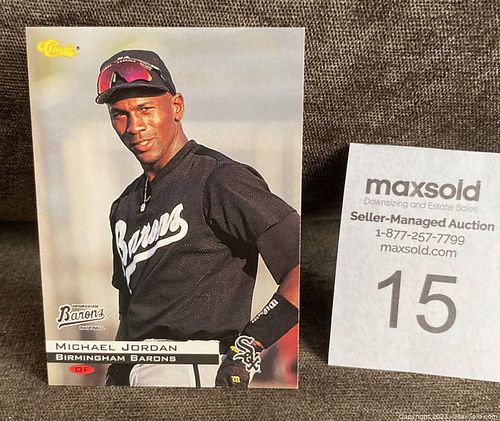 Classic
Barons
BIRMINGHAM
Barons
BASEBALL
MICHAEL JORDAN
BIRMINGHAM BARONS
OF
Sox
maxsold
Downsizing and Estate Sales
Seller-Managed Auction
1-877-257-7799
maxsold.com
15